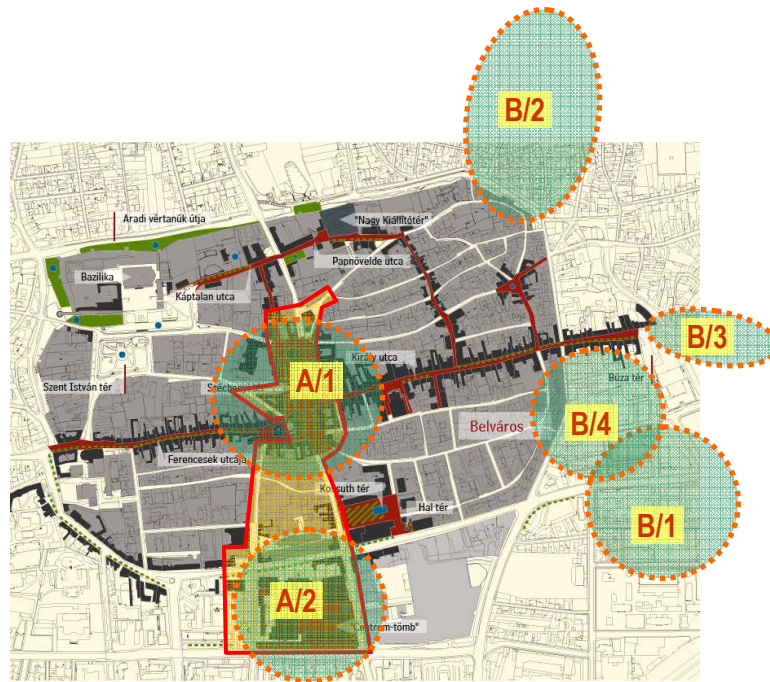 B/2
Aradi vértanúk útja
"Nagy Kiállítótér"
Papnövelde utca
Bazilika
Káptalan utca
B/3
Király utca
A/1
Szent István tér
Búza tér
Belváros
B/4
Ferencesek utcája
Kossuth tér
Hal tér
B/1
A/2
"Centrum-tömb"